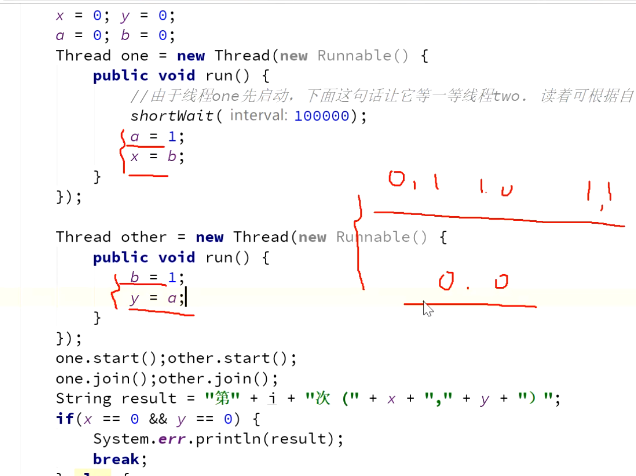 x = 0; y = 0;
a = 0; b = 0;
Thread one = new Thread(new Runnable() {
public void run() {
//由于线程one先启动，下面这句话让它等一等线程two. 读着可根据自
shortWait( interval: 100000);
a = 1;
x = b;
}
});
0,1 1.0 1,1
Thread other = new Thread(new Runnable() {
public void run() {
b = 1;
0.0
y = a;
}
});
one.start();other.start();
one.join();other.join();
String result = "第" + i + "次 (" + x + "," + y + "）";
if(x == 0 && y == 0) {
System.err.println(result);
break;